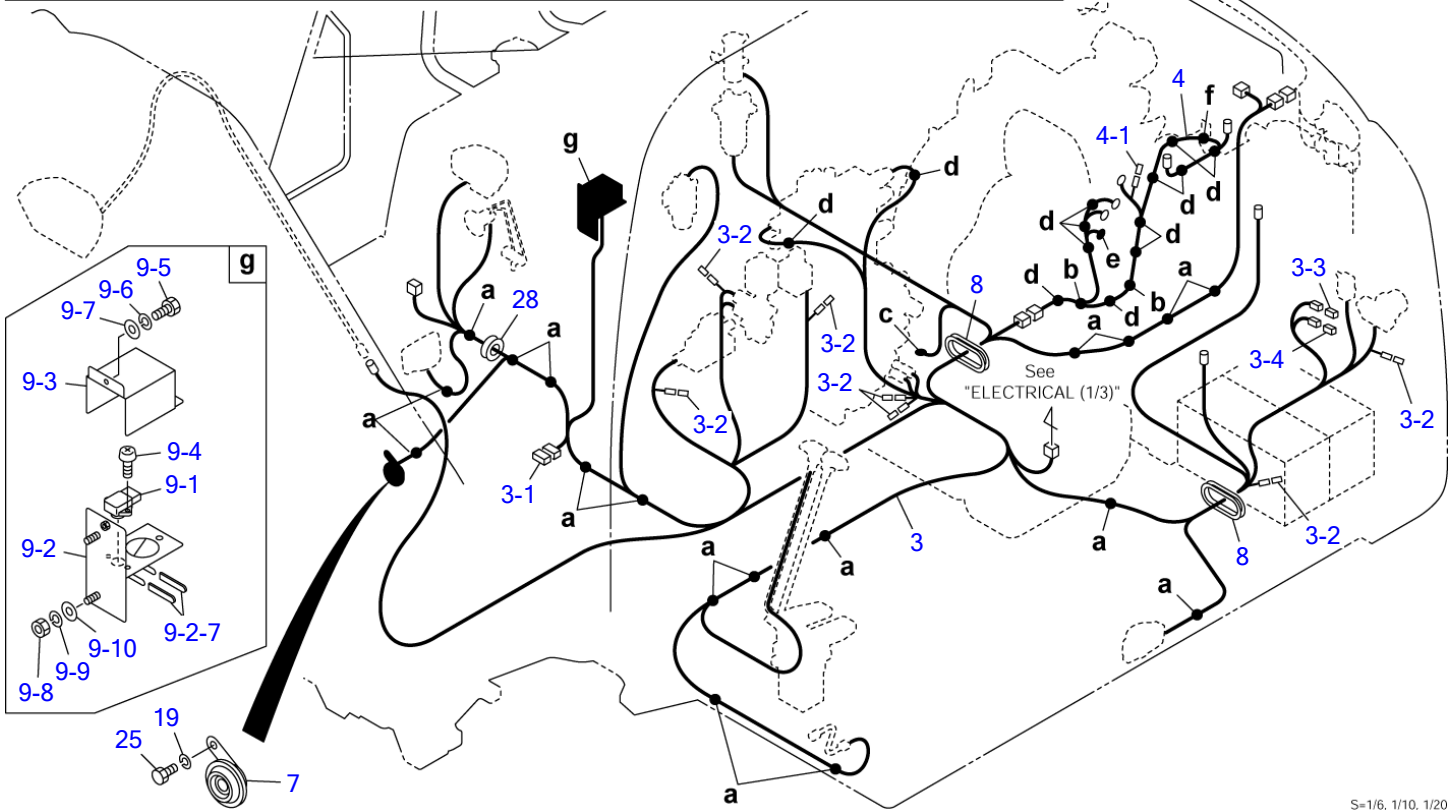 4
f
4-1
g
d
d
d
d
3-2
d
d
g
9-5
9-6
9-7
a
28
e
a
3-3
8
d
b
b
d
a
a
c
3-2
3-4
9-3
a
See
"ELECTRICAL (1/3)"
3-2
3-2
3-2
3-2
a
9-4
9-1
3-1
a
9-2
3
a
8
3-2
a
a
a
9-2-7
9-10
9-9
9-8
19
25
7
a
S=1/6, 1/10, 1/20